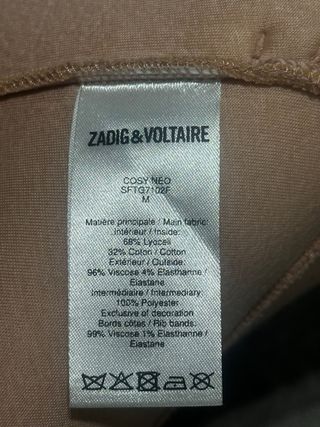 ZADIG&VOLTAIRE
COSY NEO
SFTG7102F
M
Matière principale / Main fabric:
Intérieur / Inside:
68% Lyocell
32% Coton / Cotton
Extérieur / Outside:
96% Viscose 4% Elasthanne /
Elastane
Intermédiaire / Intermediary:
100% Polyester
Exclusive of decoration
Bords côtes / Rib bands:
99% Viscose 1% Elasthanne /
Elastane